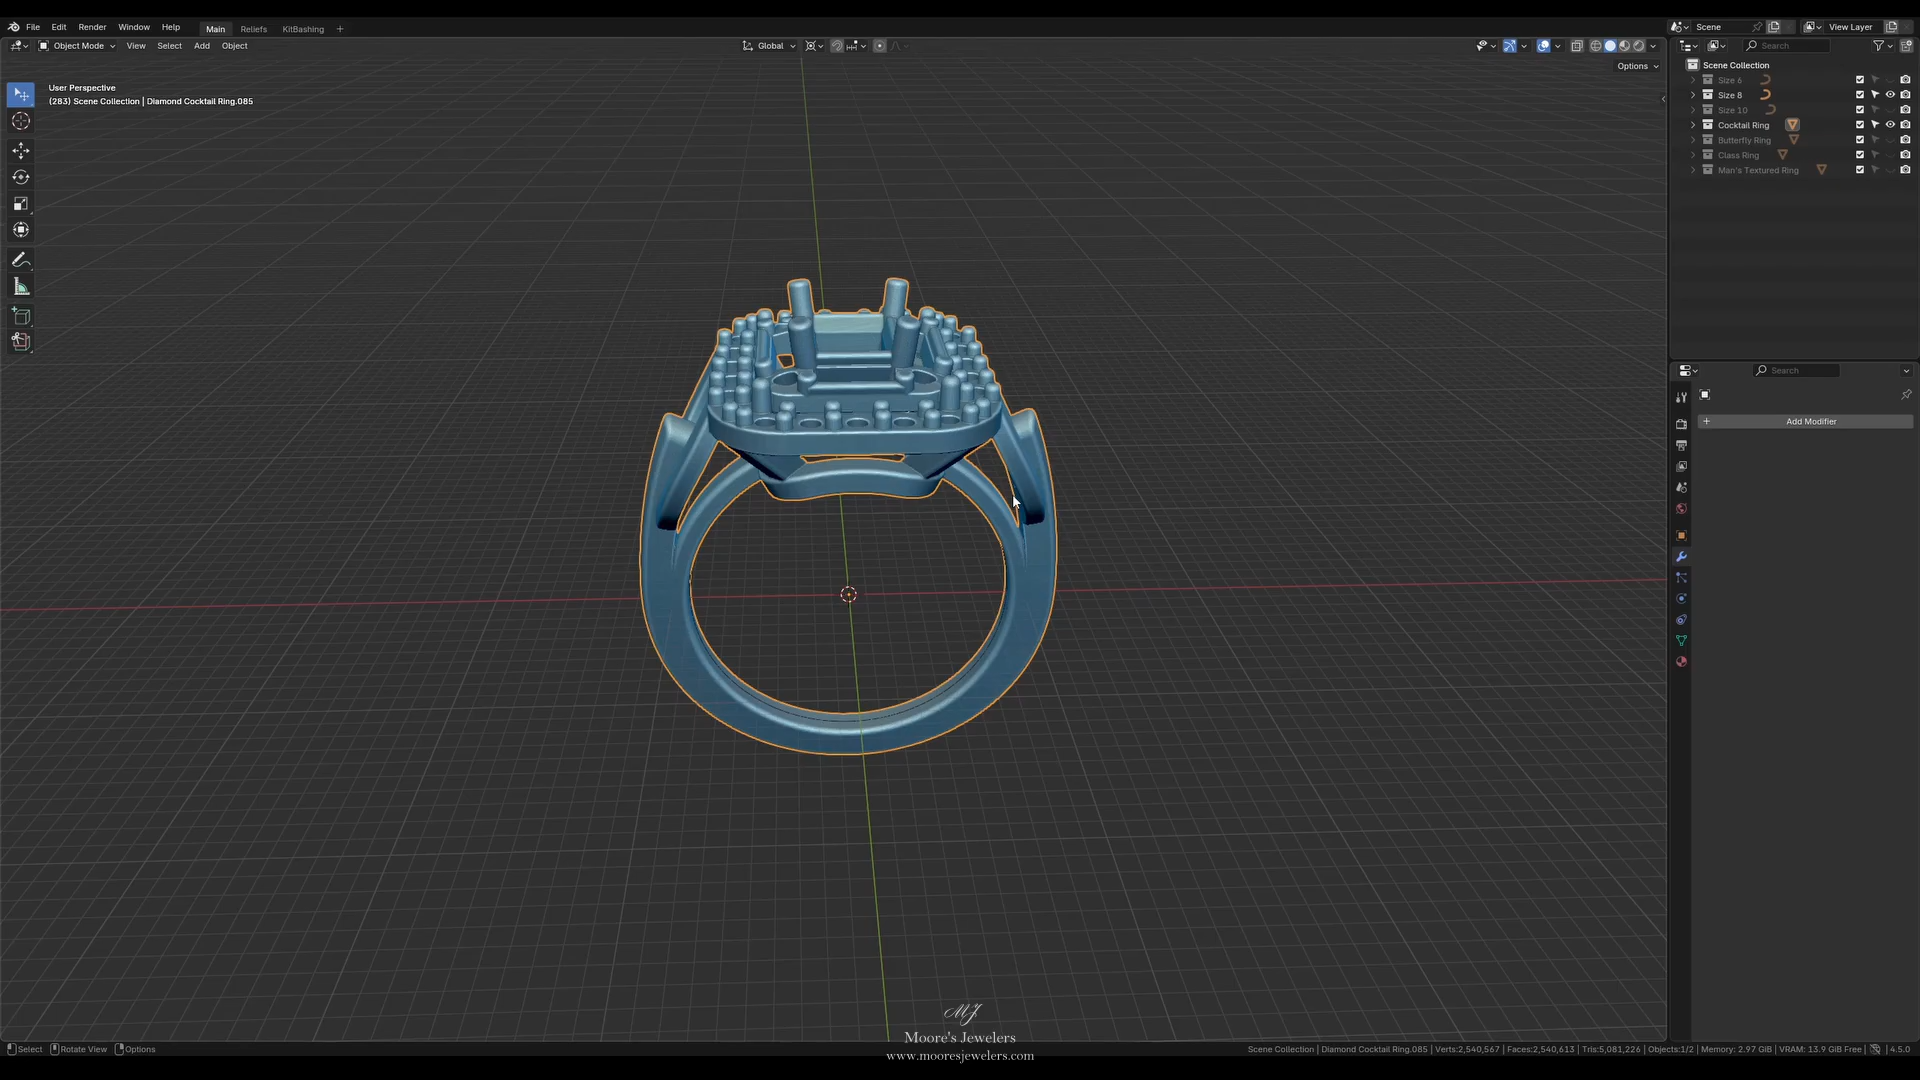 File Edit Render Window Help Main Reliefs KitBashing + Scene View Layer
Object Mode View Select Add Object Global Search
Options
User Perspective
(283) Scene Collection | Diamond Cocktail Ring.085
Scene Collection
Size 6
Size 8
Size 10
Cocktail Ring
Butterfly Ring
Class Ring
Man's Textured Ring
Search
+ Add Modifier
MJ
Moore's Jewelers
www.mooresjewelers.com
Select Rotate View Options
Scene Collection | Diamond Cocktail Ring.085 | Verts:2,540,567 | Faces:2,540,613 | Tris:5,081,226 | Objects:1/2 | Memory: 2.97 GiB | VRAM: 13.9 GiB Free | 4.5.0